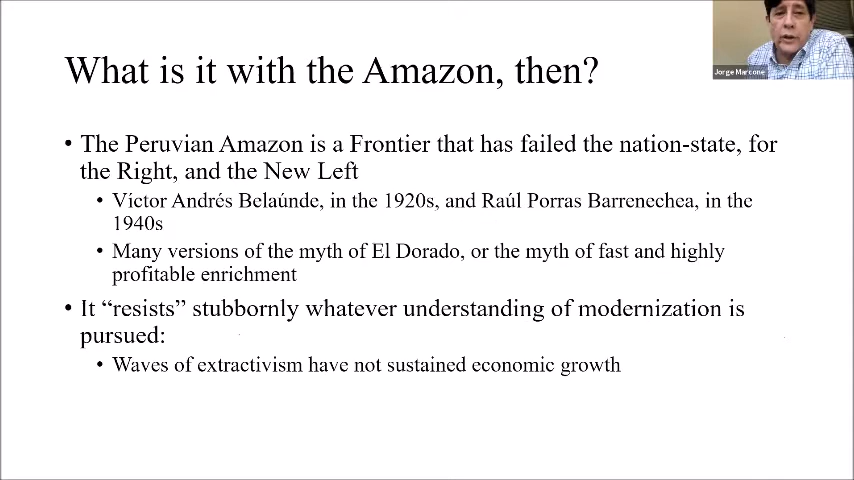 What is it with the Amazon, then?
Jorge Marcone
• The Peruvian Amazon is a Frontier that has failed the nation-state, for
the Right, and the New Left
• Víctor Andrés Belaúnde, in the 1920s, and Raúl Porras Barrenechea, in the
1940s
• Many versions of the myth of El Dorado, or the myth of fast and highly
profitable enrichment
• It “resists” stubbornly whatever understanding of modernization is
pursued:
• Waves of extractivism have not sustained economic growth